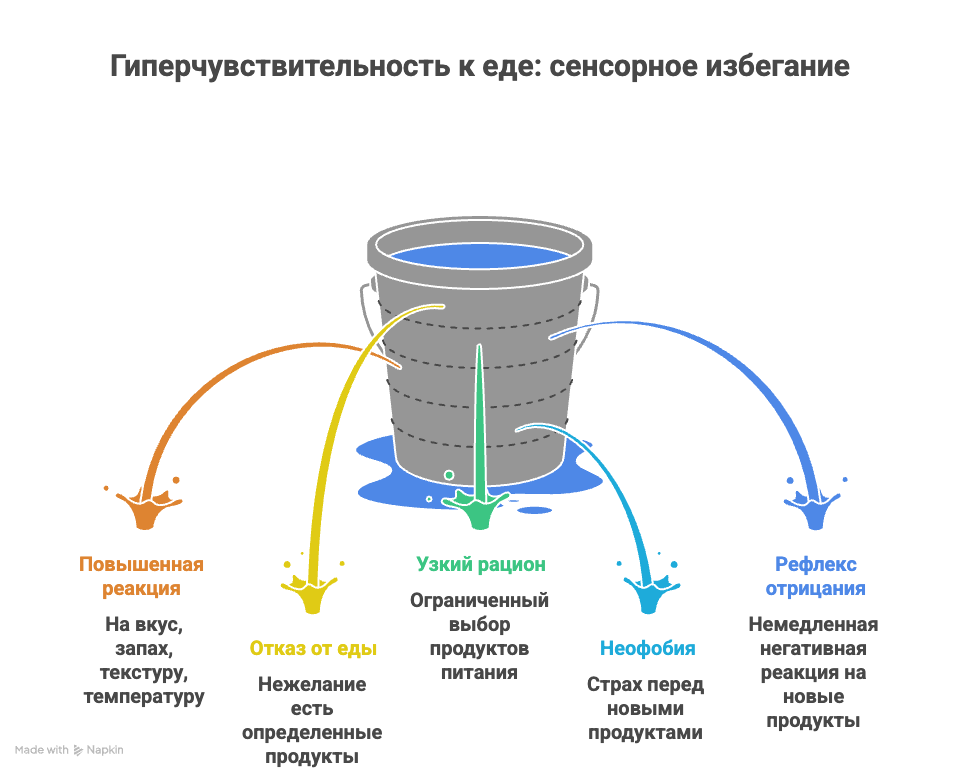 Гиперчувствительность к еде: сенсорное избегание
Повышенная
реакция
На вкус,
запах,
текстуру,
температуру
Отказ от еды
Нежелание
есть
определенные
продукты
Узкий рацион
Ограниченный
выбор
продуктов
питания
Неофобия
Страх перед
новыми
продуктами
Рефлекс
отрицания
Немедленная
негативная
реакция на
новые
продукты
Made with Napkin